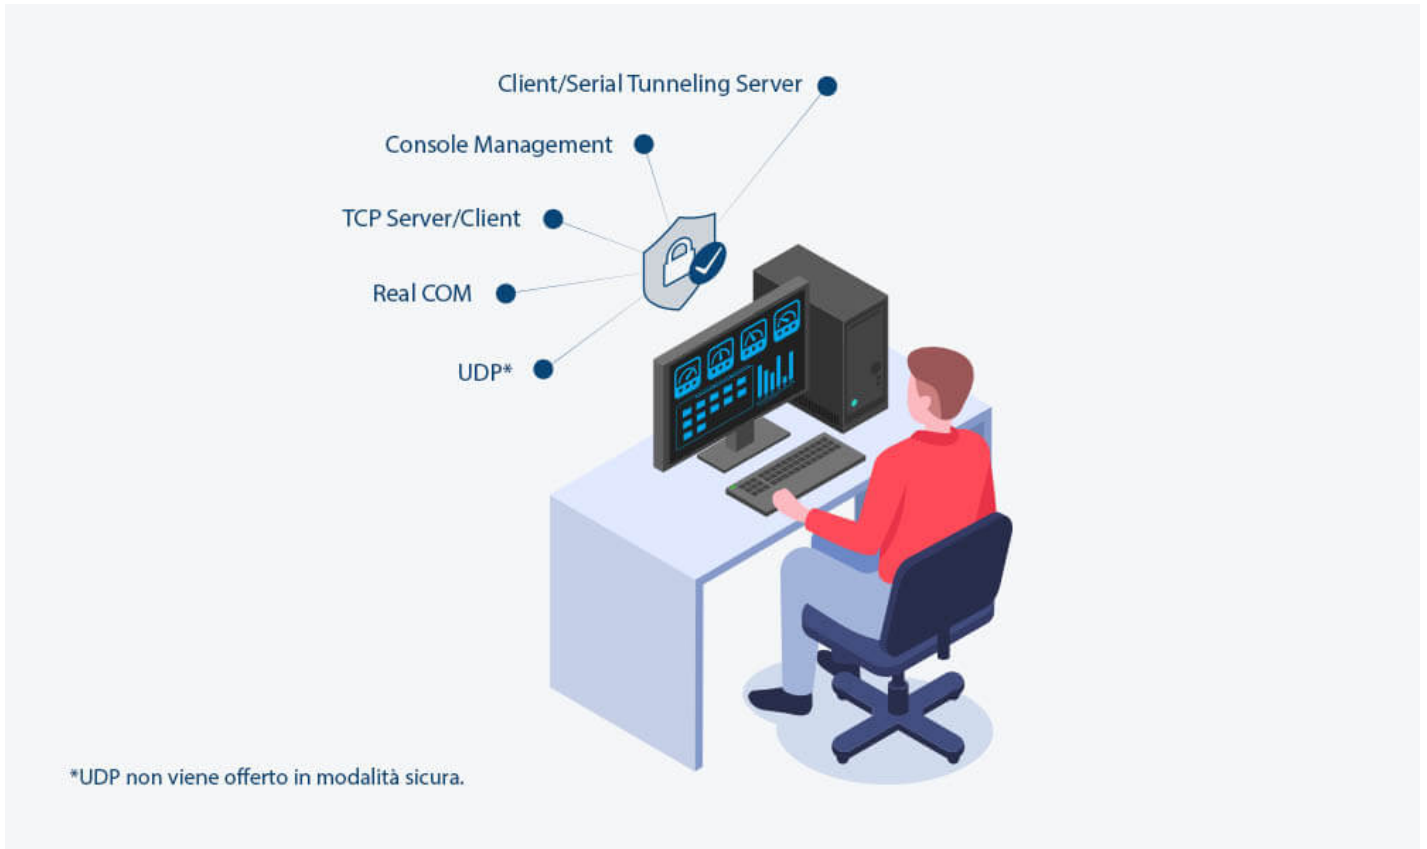 Client/Serial Tunneling Server
Console Management
TCP Server/Client
Real COM
UDP*
*UDP non viene offerto in modalità sicura.